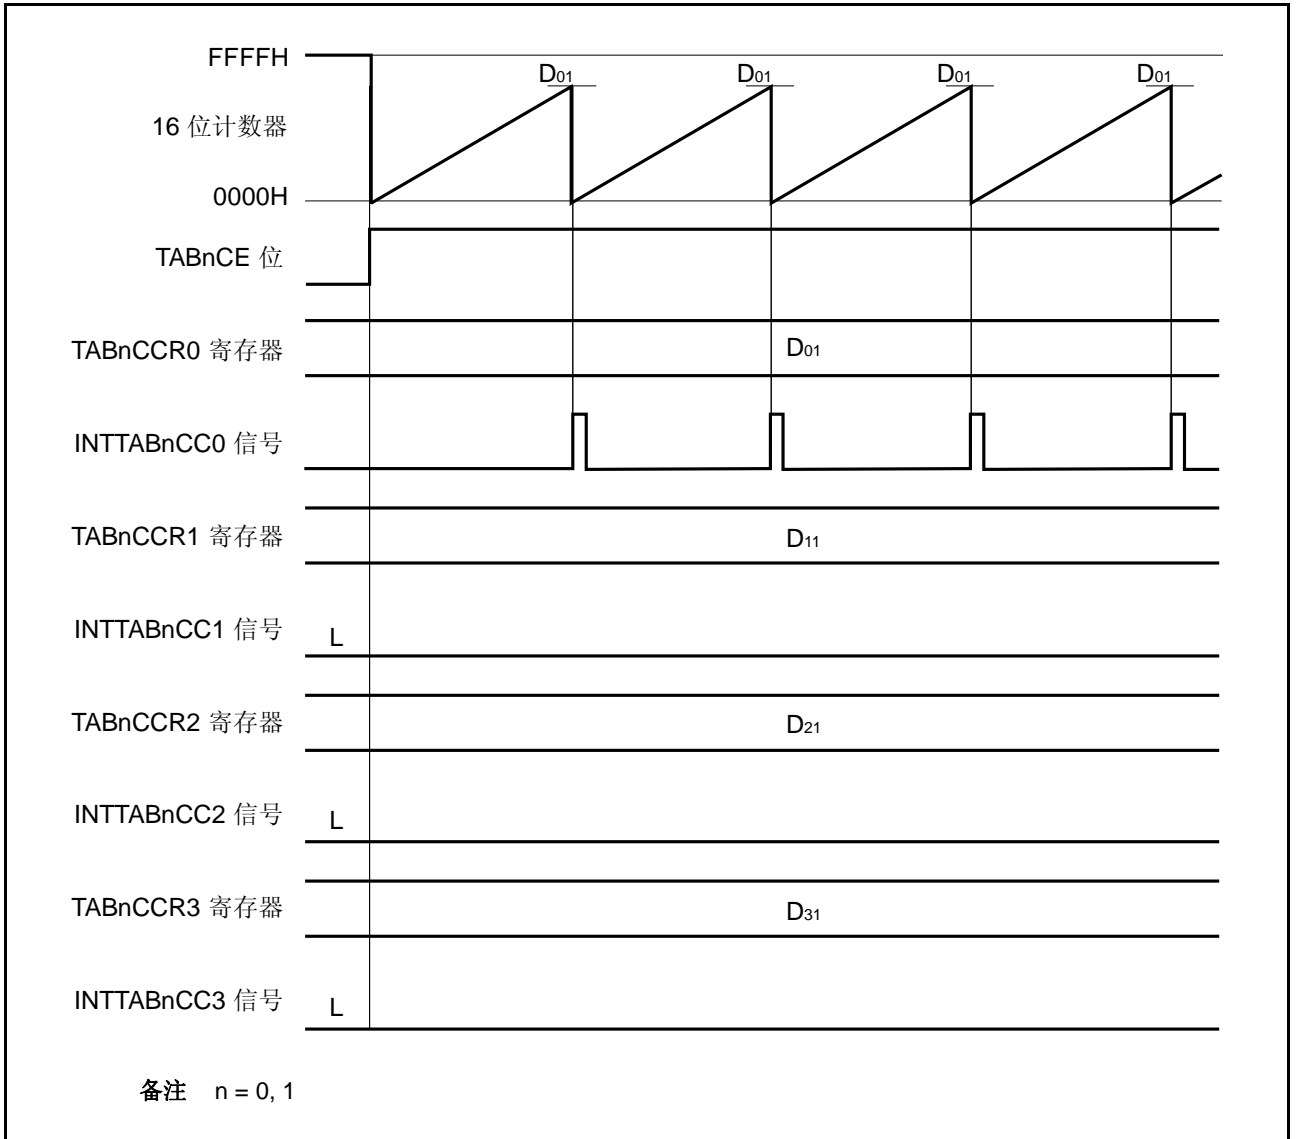 FFFFH
D01 D01 D01 D01
16 位计数器
0000H
TABnCE 位
TABnCCR0 寄存器 D01
INTTABnCC0 信号
TABnCCR1 寄存器 D11
INTTABnCC1 信号 L
TABnCCR2 寄存器 D21
INTTABnCC2 信号 L
TABnCCR3 寄存器 D31
INTTABnCC3 信号 L
备注 n = 0, 1